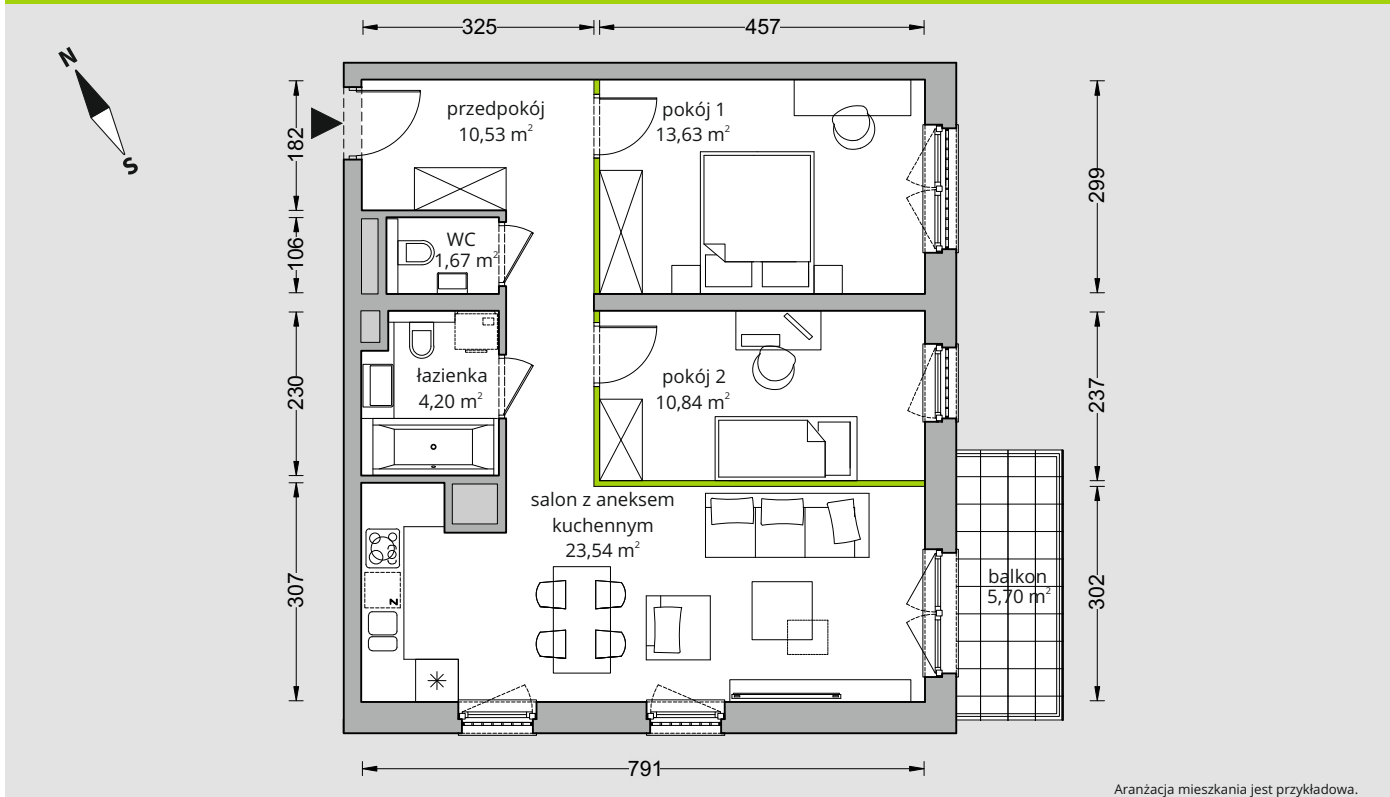 325
457
N
S
przedpokój
10,53 m²
pokój 1
13,63 m²
182
299
WC
1,67 m²
106
łazienka
4,20 m²
pokój 2
10,84 m²
230
237
salon z aneksem
kuchennym
23,54 m²
z
balkon
5,70 m²
307
302
791
Aranżacja mieszkania jest przykładowa.